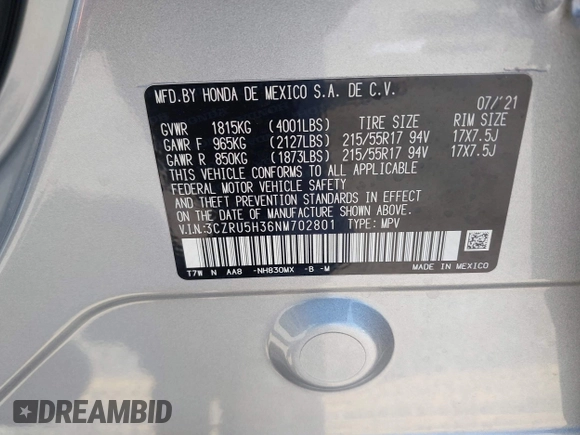 MFD.BY HONDA DE MEXICO S.A. DE C.V.
07/'21
GVWR 1815KG (4001LBS) TIRE SIZE RIM SIZE
GAWR F 965KG (2127LBS) 215/55R17 94V 17X7.5J
GAWR R 850KG (1873LBS) 215/55R17 94V 17X7.5J
THIS VEHICLE CONFORMS TO ALL APPLICABLE
FEDERAL MOTOR VEHICLE SAFETY
AND THEFT PREVENTION STANDARDS IN EFFECT
ON THE DATE OF MANUFACTURE SHOWN ABOVE.
V.I.N:3CZRU5H36NM702801 TYPE: MPV
T7W N AA8 -NH830MX -B -M
MADE IN MEXICO
DREAMBID